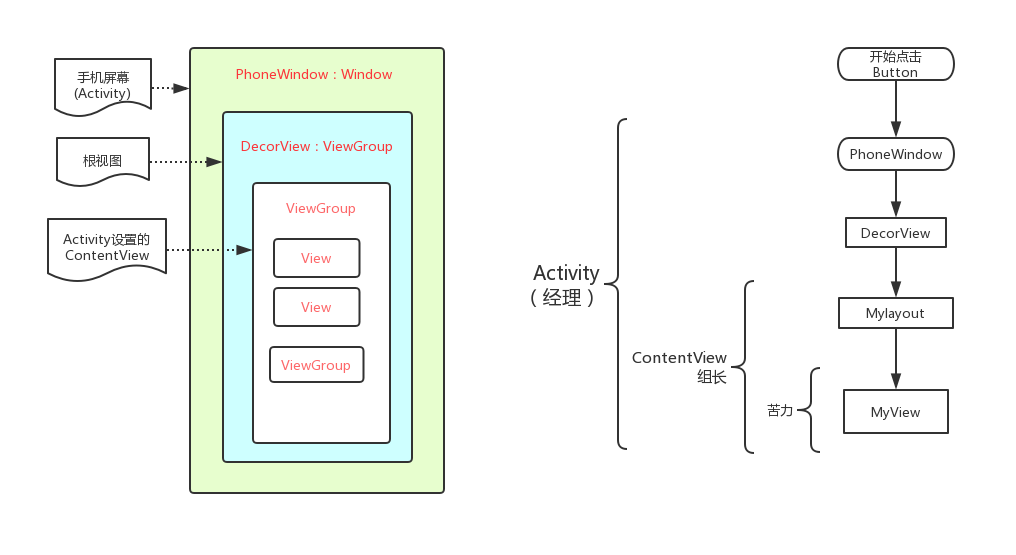 手机屏幕
(Activity)
根视图
Activity设置的
ContentView
PhoneWindow : Window
DecorView : ViewGroup
ViewGroup
View
View
ViewGroup
Activity
( 经理 )
ContentView
组长
苦力
开始点击
Button
PhoneWindow
DecorView
Mylayout
MyView